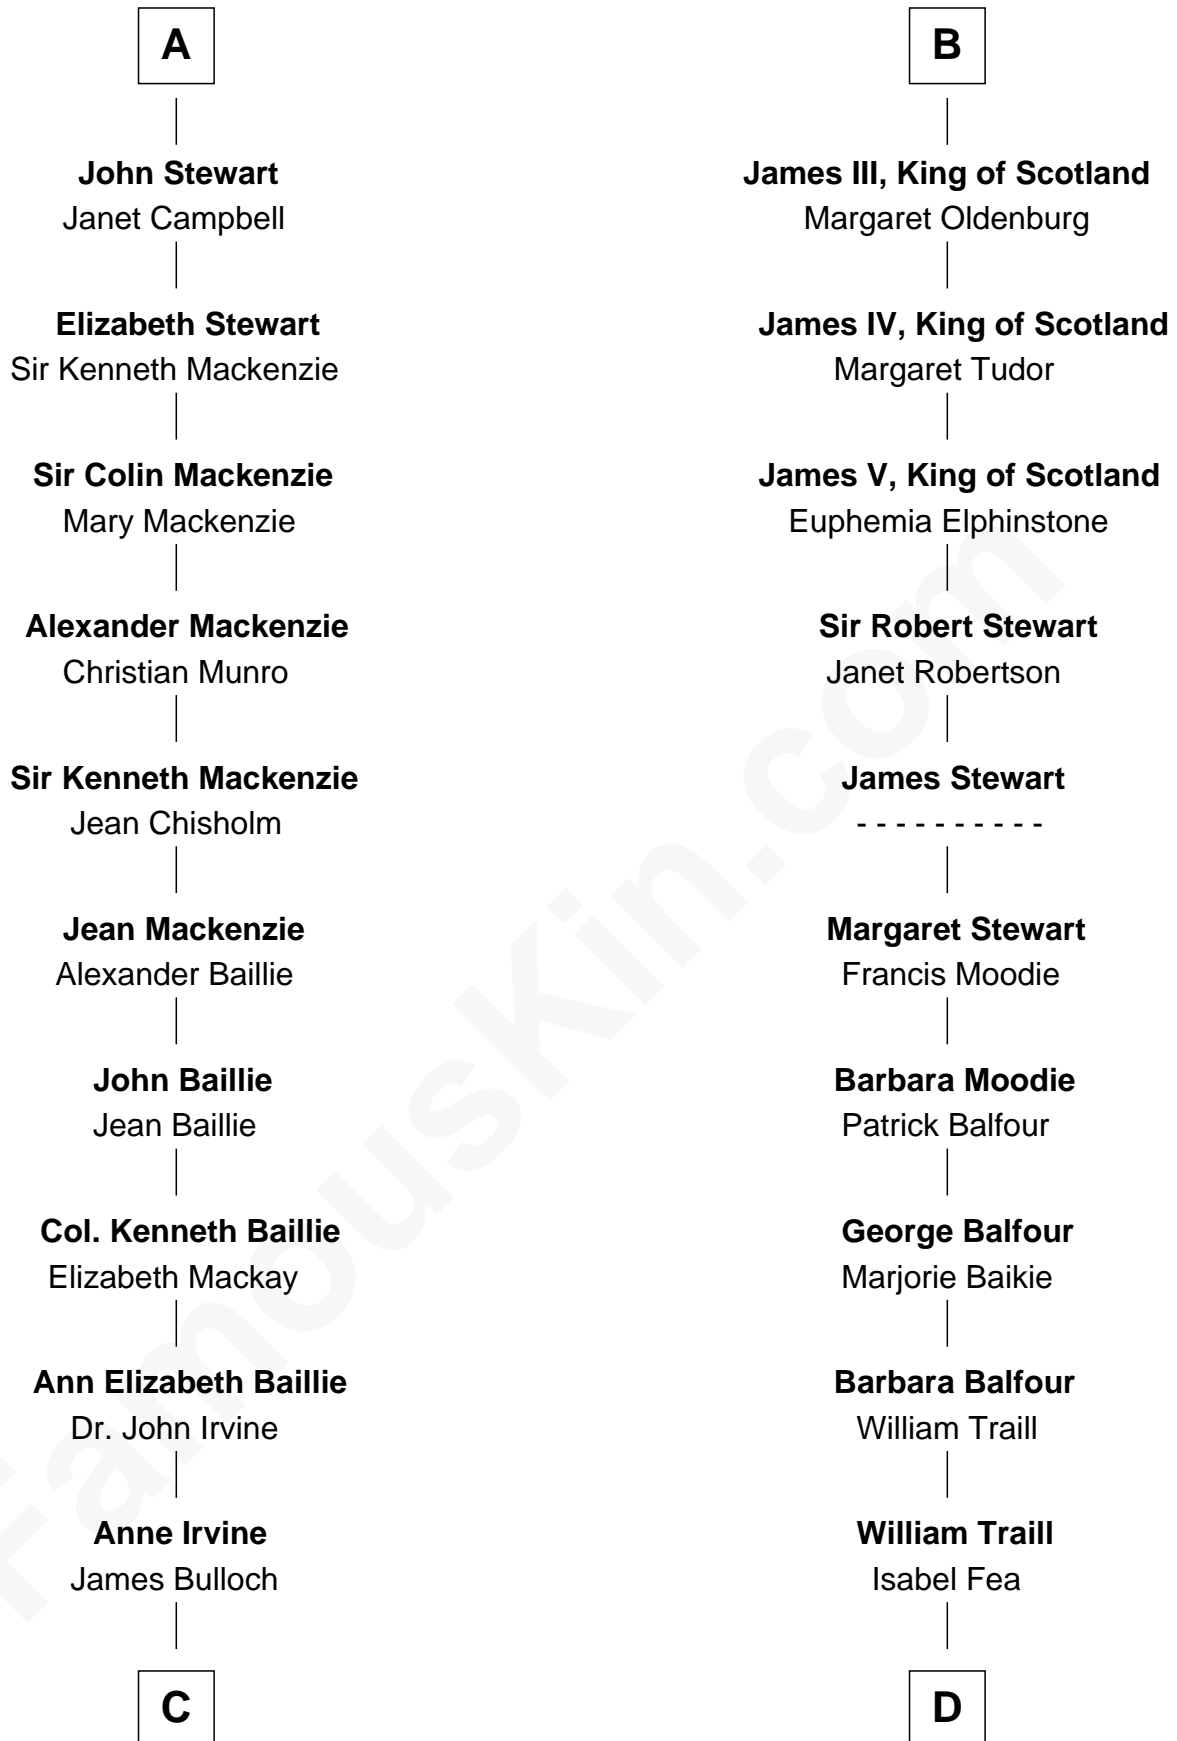 A
John Stewart
Janet Campbell
Elizabeth Stewart
Sir Kenneth Mackenzie
Sir Colin Mackenzie
Mary Mackenzie
Alexander Mackenzie
Christian Munro
Sir Kenneth Mackenzie
Jean Chisholm
Jean Mackenzie
Alexander Baillie
John Baillie
Jean Baillie
Col. Kenneth Baillie
Elizabeth Mackay
Ann Elizabeth Baillie
Dr. John Irvine
Anne Irvine
James Bulloch
C
B
James III, King of Scotland
Margaret Oldenburg
James IV, King of Scotland
Margaret Tudor
James V, King of Scotland
Euphemia Elphinstone
Sir Robert Stewart
Janet Robertson
James Stewart
- - - - - - - - - -
Margaret Stewart
Francis Moodie
Barbara Moodie
Patrick Balfour
George Balfour
Marjorie Baikie
Barbara Balfour
William Traill
William Traill
Isabel Fea
D
FamousKin.com